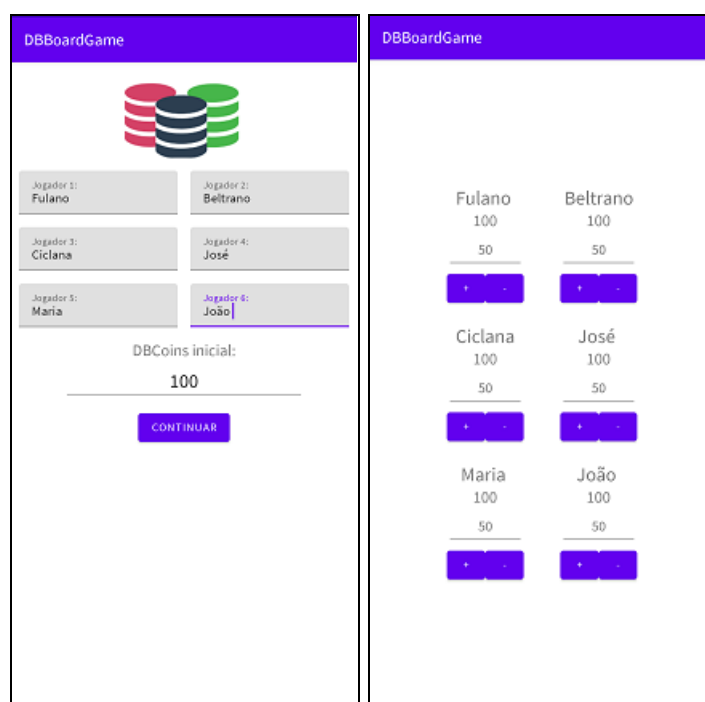 DBBoardGame
Jogador 1:
Fulano
Jogador 2:
Beltrano
Jogador 3:
Ciclana
Jogador 4:
José
Jogador 5:
Maria
Jogador 6:
João
DBCoins inicial:
100
CONTINUAR
DBBoardGame
Fulano
100
50
+ -
Beltrano
100
50
+ -
Ciclana
100
50
+ -
José
100
50
+ -
Maria
100
50
+ -
João
100
50
+ -